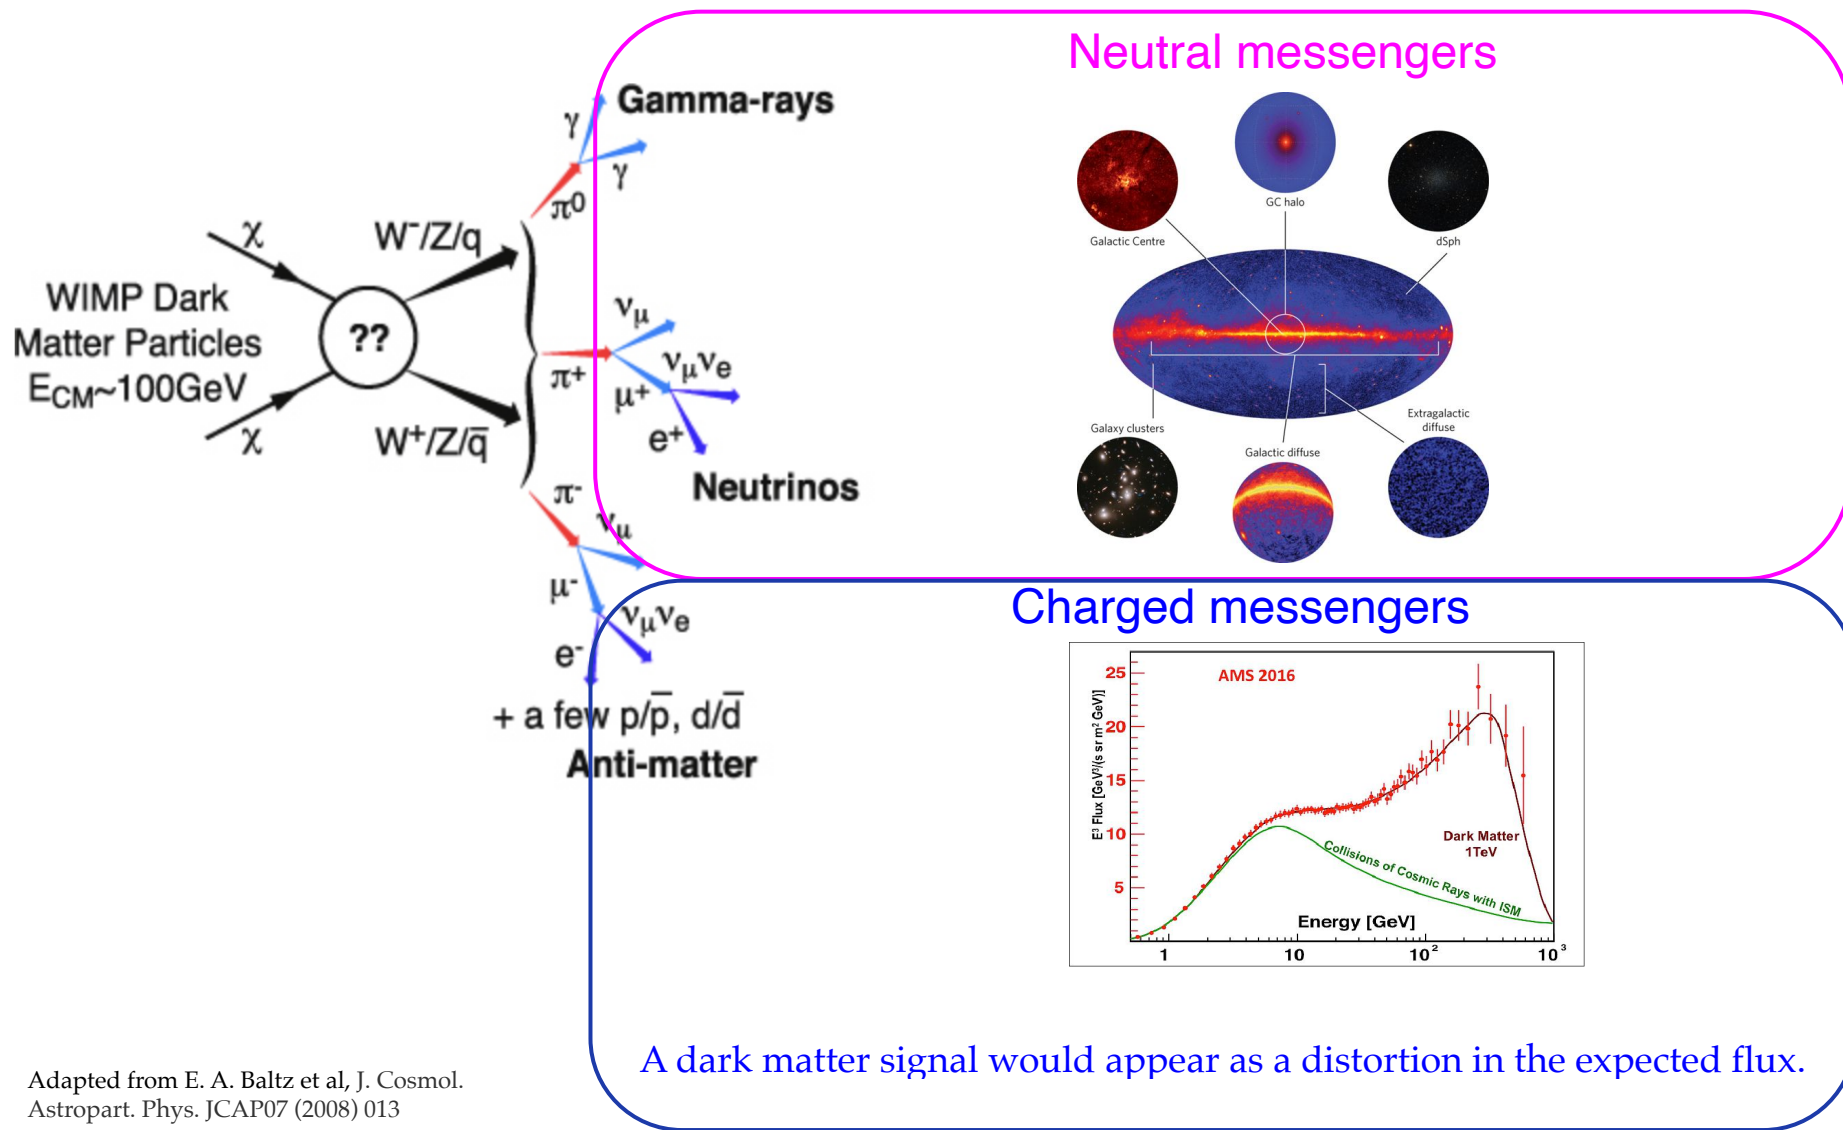 Neutral messengers
Gamma-rays
γ
γ
π⁰
χ
W⁻/Z/q
WIMP Dark
Matter Particles
E_CM~100GeV
??
χ
W⁺/Z/q̅
ν_μ
π⁺
μ⁺
ν_μν_e
e⁺
Neutrinos
π⁻
ν_μ
μ⁻
ν_μν_e
e⁻
+ a few p/p̅, d/d̅
Anti-matter
Galactic Centre
GC halo
dSph
Galaxy clusters
Galactic diffuse
Extragalactic
diffuse
Charged messengers
AMS 2016
E³ Flux [GeV³/(s sr m² GeV)]
25
20
15
10
5
Dark Matter
1TeV
Collisions of Cosmic Rays with ISM
Energy [GeV]
1
10
10²
10³
A dark matter signal would appear as a distortion in the expected flux.
Adapted from E. A. Baltz et al, J. Cosmol.
Astropart. Phys. JCAP07 (2008) 013